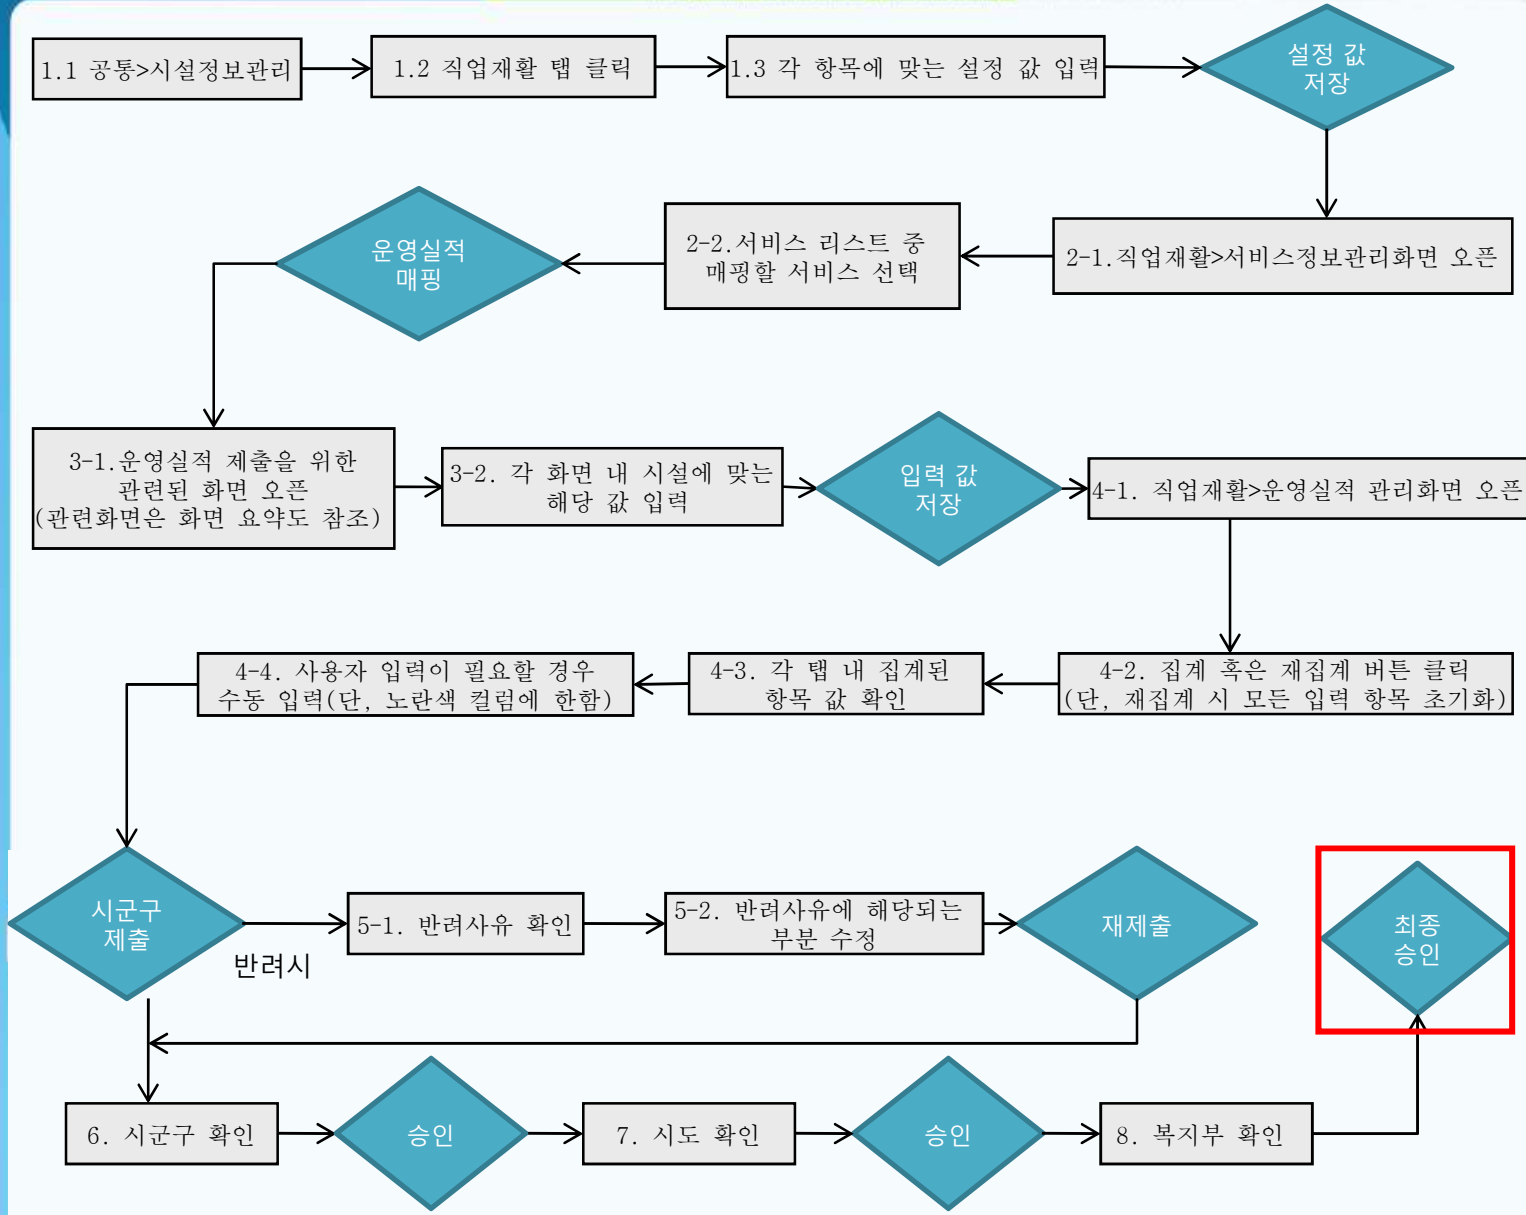 1.1 공통>시설정보관리
1.2 직업재활 탭 클릭
1.3 각 항목에 맞는 설정 값 입력
설정 값
저장
운영실적
매핑
2-2.서비스 리스트 중
매핑할 서비스 선택
2-1.직업재활>서비스정보관리화면 오픈
3-1.운영실적 제출을 위한
관련된 화면 오픈
(관련화면은 화면 요약도 참조)
3-2. 각 화면 내 시설에 맞는
해당 값 입력
입력 값
저장
4-1. 직업재활>운영실적 관리화면 오픈
4-4. 사용자 입력이 필요할 경우
수동 입력(단, 노란색 컬럼에 한함)
4-3. 각 탭 내 집계된
항목 값 확인
4-2. 집계 혹은 재집계 버튼 클릭
(단, 재집계 시 모든 입력 항목 초기화)
시군구
제출
반려시
5-1. 반려사유 확인
5-2. 반려사유에 해당되는
부분 수정
재제출
최종
승인
6. 시군구 확인
승인
7. 시도 확인
승인
8. 복지부 확인